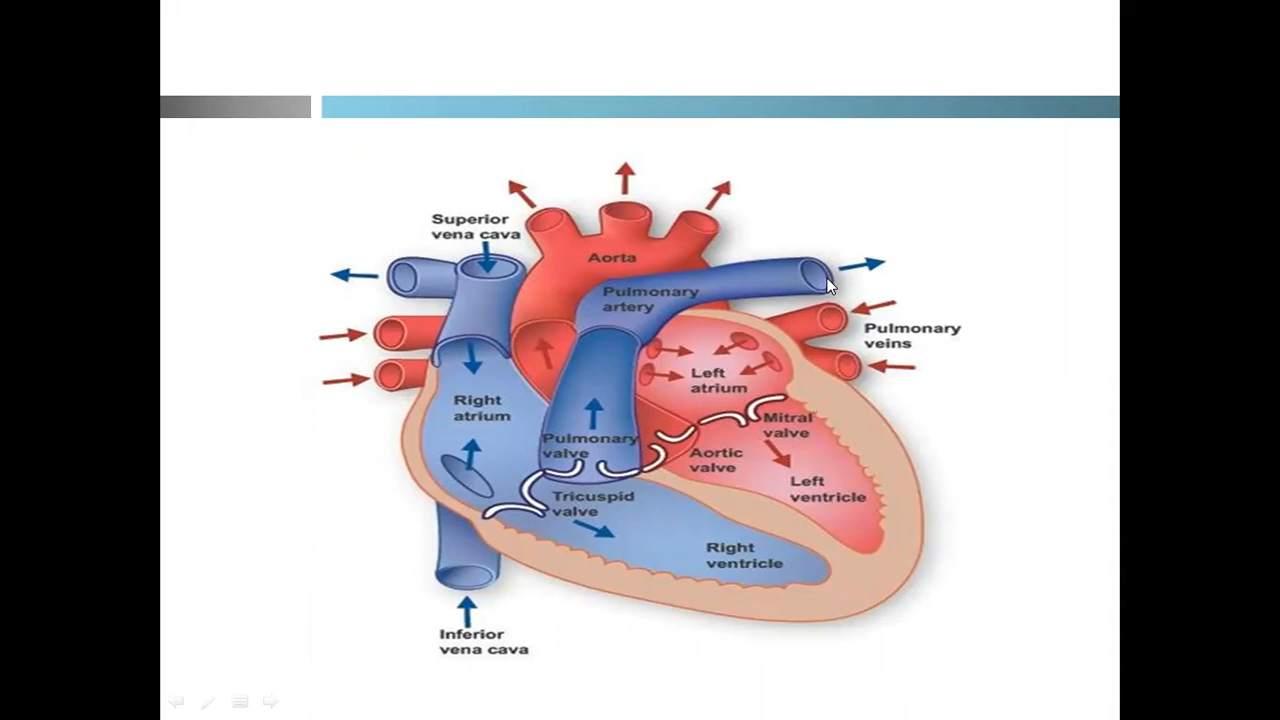 Superior
vena cava
Aorta
Pulmonary
artery
Pulmonary
veins
Left
atrium
Right
atrium
Mitral
valve
Pulmonary
valve
Aortic
valve
Left
ventricle
Tricuspid
valve
Right
ventricle
Inferior
vena cava